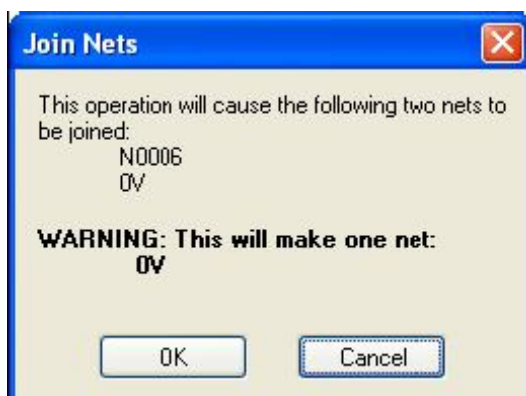 Join Nets
This operation will cause the following two nets to
be joined:
N0006
0V
WARNING: This will make one net:
0V
OK
Cancel